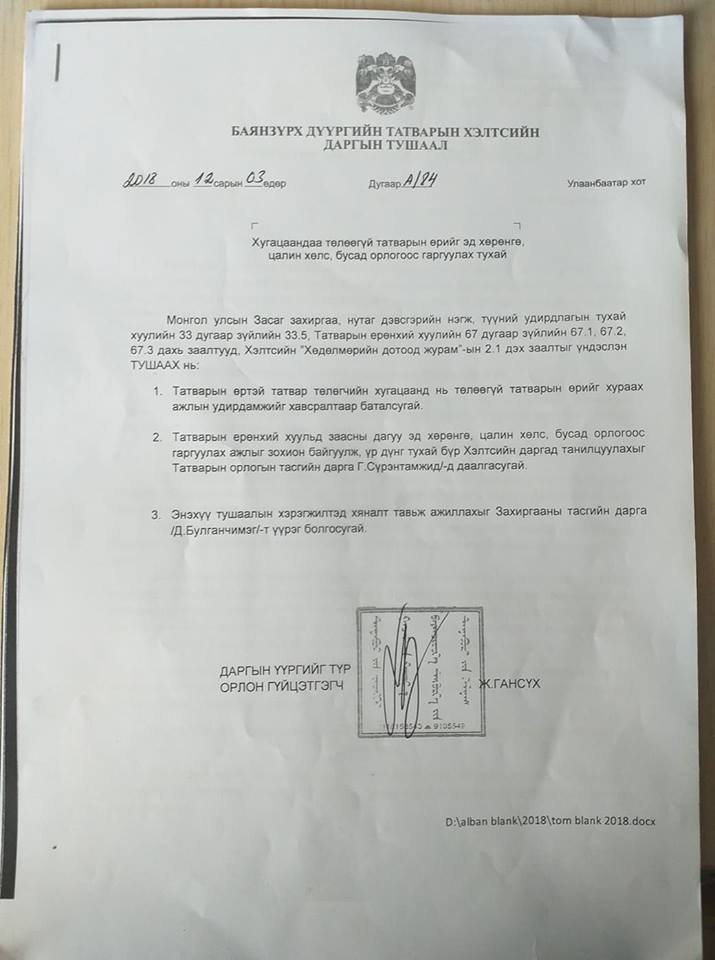 БАЯНЗҮРХ ДҮҮРГИЙН ТАТВАРЫН ХЭЛТСИЙН
ДАРГЫН ТУШААЛ
2018 оны 12 сарын 03 өдөр Дугаар А/84 Улаанбаатар хот
Хугацаандаа төлөөгүй татварын өрийг эд хөрөнгө,
цалин хөлс, бусад орлогоос гаргуулах тухай
Монгол улсын Засаг захиргаа, нутаг дэвсгэрийн нэгж, түүний удирдлагын тухай
хуулийн 33 дугаар зүйлийн 33.5, Татварын ерөнхий хуулийн 67 дугаар зүйлийн 67.1, 67.2,
67.3 дахь заалтууд, Хэлтсийн "Хөдөлмөрийн дотоод журам"-ын 2.1 дэх заалтыг үндэслэн
ТУШААХ нь:
1. Татварын өртэй татвар төлөгчийн хугацаанд нь төлөөгүй татварын өрийг хураах
ажлын удирдамжийг хавсралтаар баталсугай.
2. Татварын ерөнхий хуульд заасны дагуу эд хөрөнгө, цалин хөлс, бусад орлогоос
гаргуулах ажлыг зохион байгуулж, үр дүнг тухай бүр Хэлтсийн даргад танилцуулахыг
Татварын орлогын тасгийн дарга Г.Сүрэнтамжид/-д даалгасугай.
3. Энэхүү тушаалын хэрэгжилтэд хяналт тавьж ажиллахыг Захиргааны тасгийн дарга
/Д.Булганчимэг/-т үүрэг болгосугай.
ДАРГЫН ҮҮРГИЙГ ТҮР
ОРЛОН ГҮЙЦЭТГЭГЧ Ж.ГАНСҮХ
9105549
D:\alban blank\2018\tom blank 2018.docx